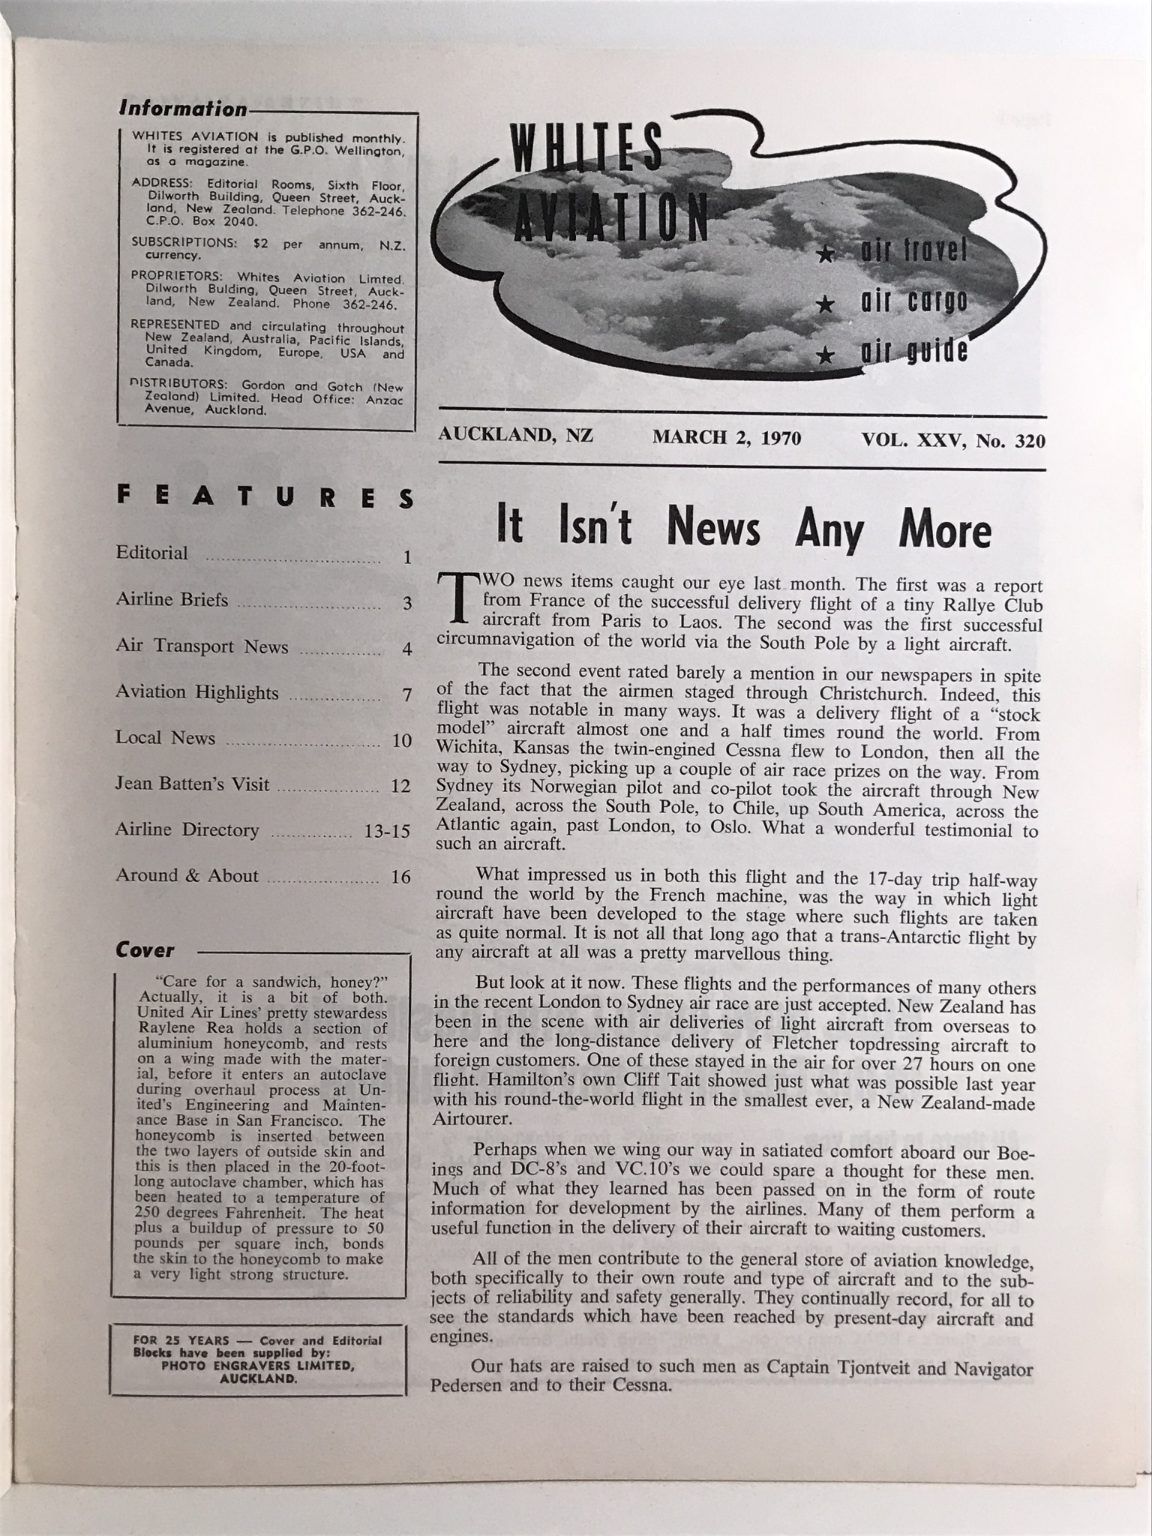 Information
WHITES AVIATION is published monthly.
It is registered at the G.P.O. Wellington,
as a magazine.
ADDRESS: Editorial Rooms, Sixth Floor,
Dilworth Building, Queen Street, Auck-
land, New Zealand. Telephone 362-246.
C.P.O. Box 2040.
SUBSCRIPTIONS: $2 per annum, N.Z.
currency.
PROPRIETORS: Whites Aviation Limted.
Dilworth Bulding, Queen Street, Auck-
land, New Zealand. Phone 362-246.
REPRESENTED and circulating throughout
New Zealand, Australia, Pacific Islands,
United Kingdom, Europe, USA and
Canada.
DISTRIBUTORS: Gordon and Gotch (New
Zealand) Limited. Head Office: Anzac
Avenue, Auckland.
WHITES
AVIATION
★ air travel
★ air cargo
★ air guide
AUCKLAND, NZ MARCH 2, 1970 VOL. XXV, No. 320
FEATURES
Editorial 1
Airline Briefs 3
Air Transport News 4
Aviation Highlights 7
Local News 10
Jean Batten's Visit 12
Airline Directory 13-15
Around & About 16
Cover
"Care for a sandwich, honey?"
Actually, it is a bit of both.
United Air Lines' pretty stewardess
Raylene Rea holds a section of
aluminium honeycomb, and rests
on a wing made with the mater-
ial, before it enters an autoclave
during overhaul process at Un-
ited's Engineering and Mainten-
ance Base in San Francisco. The
honeycomb is inserted between
the two layers of outside skin and
this is then placed in the 20-foot-
long autoclave chamber, which has
been heated to a temperature of
250 degrees Fahrenheit. The heat
plus a buildup of pressure to 50
pounds per square inch, bonds
the skin to the honeycomb to make
a very light strong structure.
FOR 25 YEARS — Cover and Editorial
Blocks have been supplied by:
PHOTO ENGRAVERS LIMITED,
AUCKLAND.
It Isn't News Any More
TWO news items caught our eye last month. The first was a report
from France of the successful delivery flight of a tiny Rallye Club
aircraft from Paris to Laos. The second was the first successful
circumnavigation of the world via the South Pole by a light aircraft.
The second event rated barely a mention in our newspapers in spite
of the fact that the airmen staged through Christchurch. Indeed, this
flight was notable in many ways. It was a delivery flight of a "stock
model" aircraft almost one and a half times round the world. From
Wichita, Kansas the twin-engined Cessna flew to London, then all the
way to Sydney, picking up a couple of air race prizes on the way. From
Sydney its Norwegian pilot and co-pilot took the aircraft through New
Zealand, across the South Pole, to Chile, up South America, across the
Atlantic again, past London, to Oslo. What a wonderful testimonial to
such an aircraft.
What impressed us in both this flight and the 17-day trip half-way
round the world by the French machine, was the way in which light
aircraft have been developed to the stage where such flights are taken
as quite normal. It is not all that long ago that a trans-Antarctic flight by
any aircraft at all was a pretty marvellous thing.
But look at it now. These flights and the performances of many others
in the recent London to Sydney air race are just accepted. New Zealand has
been in the scene with air deliveries of light aircraft from overseas to
here and the long-distance delivery of Fletcher topdressing aircraft to
foreign customers. One of these stayed in the air for over 27 hours on one
flight. Hamilton's own Cliff Tait showed just what was possible last year
with his round-the-world flight in the smallest ever, a New Zealand-made
Airtourer.
Perhaps when we wing our way in satiated comfort aboard our Boe-
ings and DC-8's and VC.10's we could spare a thought for these men.
Much of what they learned has been passed on in the form of route
information for development by the airlines. Many of them perform a
useful function in the delivery of their aircraft to waiting customers.
All of the men contribute to the general store of aviation knowledge,
both specifically to their own route and type of aircraft and to the sub-
jects of reliability and safety generally. They continually record, for all to
see the standards which have been reached by present-day aircraft and
engines.
Our hats are raised to such men as Captain Tjontveit and Navigator
Pedersen and to their Cessna.